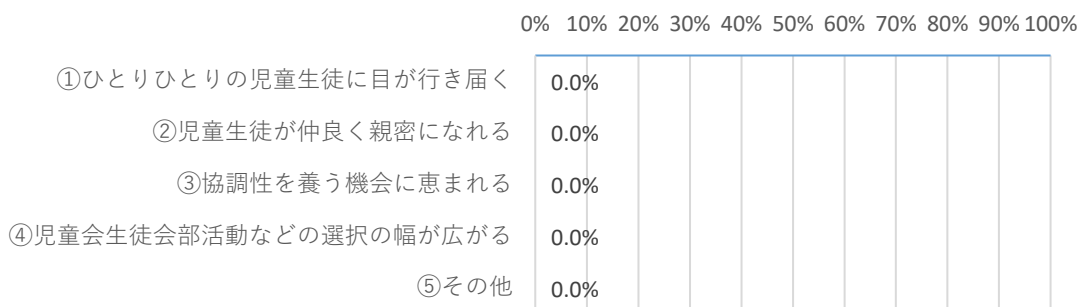 0% 10% 20% 30% 40% 50% 60% 70% 80% 90% 100%
①ひとりひとりの児童生徒に目が行き届く 0.0%
②児童生徒が仲良く親密になれる 0.0%
③協調性を養う機会に恵まれる 0.0%
④児童会生徒会部活動などの選択の幅が広がる 0.0%
⑤その他 0.0%